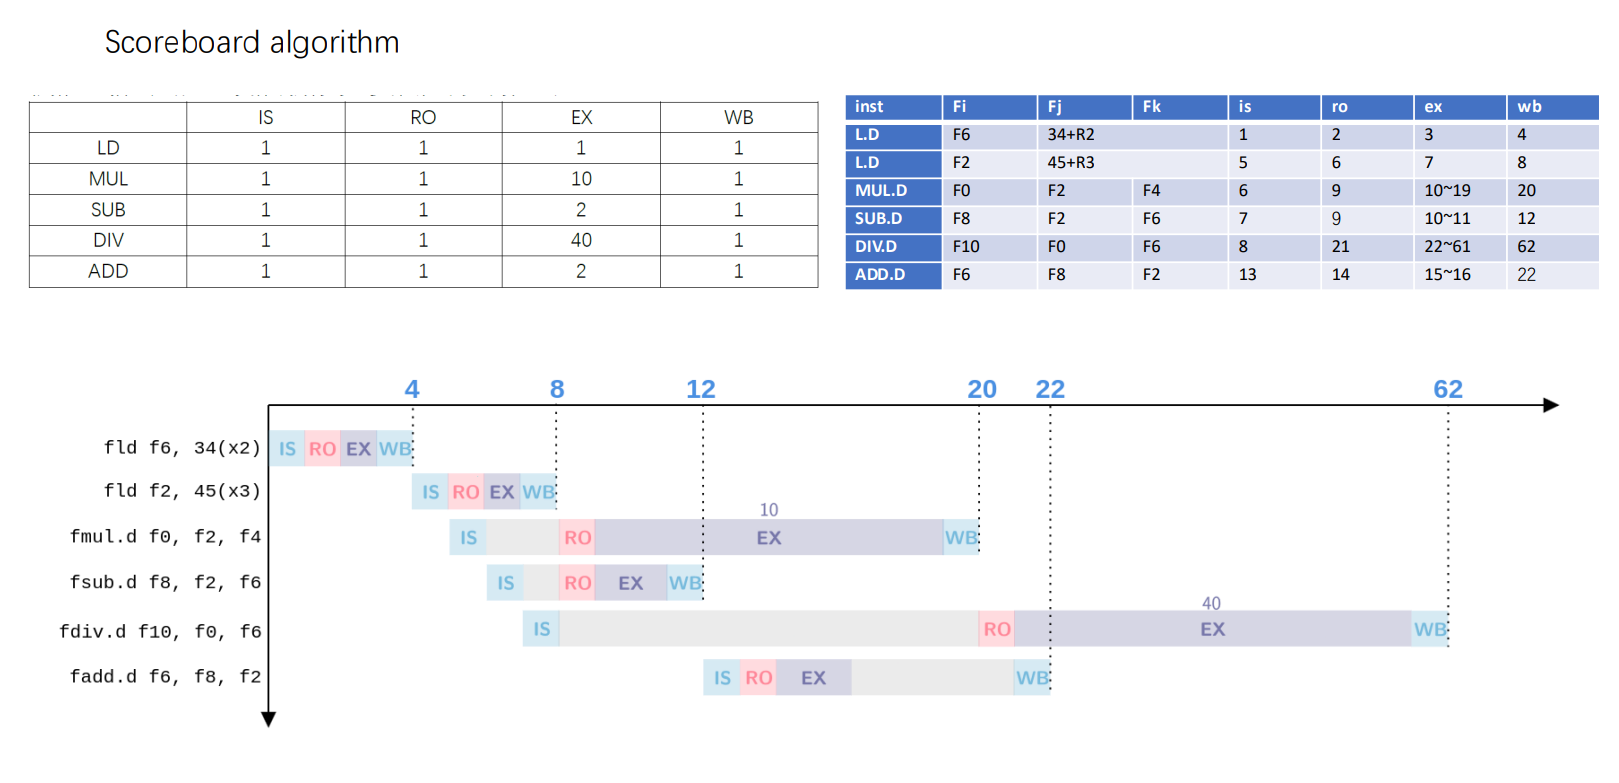 Scoreboard algorithm
IS RO EX WB
LD 1 1 1 1
MUL 1 1 10 1
SUB 1 1 2 1
DIV 1 1 40 1
ADD 1 1 2 1
inst Fi Fj Fk is ro ex wb
L.D F6 34+R2 1 2 3 4
L.D F2 45+R3 5 6 7 8
MUL.D F0 F2 F4 6 9 10~19 20
SUB.D F8 F2 F6 7 9 10~11 12
DIV.D F10 F0 F6 8 21 22~61 62
ADD.D F6 F8 F2 13 14 15~16 22
4 8 12 20 22 62
fld f6, 34(x2) IS RO EX WB
fld f2, 45(x3) IS RO EX WB
10
fmul.d f0, f2, f4 IS RO EX WB
fsub.d f8, f2, f6 IS RO EX WB
40
fdiv.d f10, f0, f6 IS RO EX WB
fadd.d f6, f8, f2 IS RO EX WB